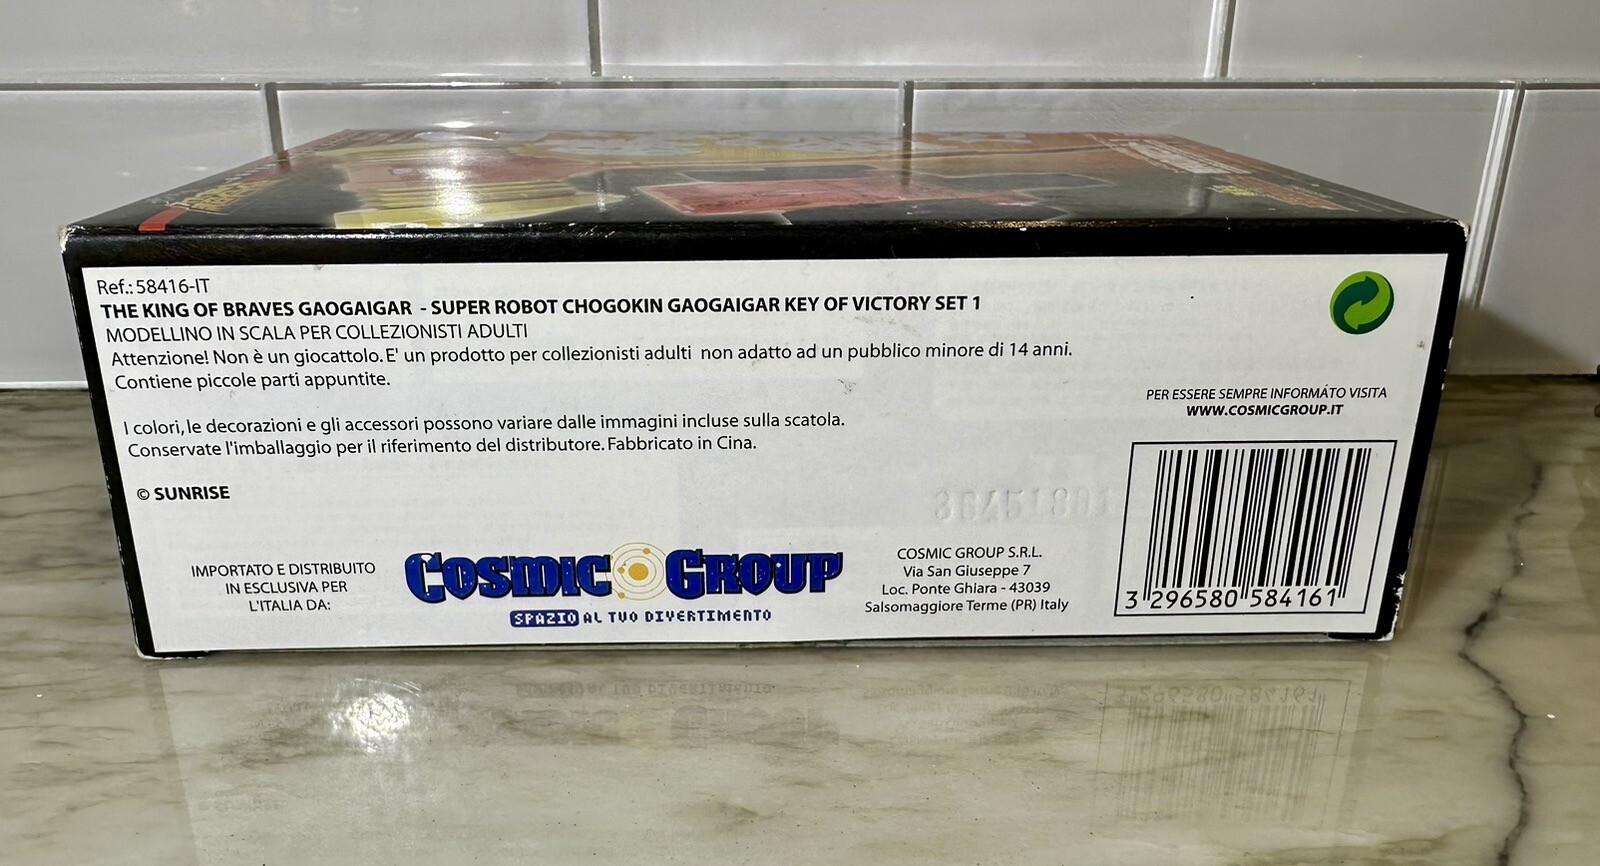 Ref.: 58416-IT
THE KING OF BRAVES GAOGAIGAR - SUPER ROBOT CHOGOKIN GAOGAIGAR KEY OF VICTORY SET 1
MODELLINO IN SCALA PER COLLEZIONISTI ADULTI
Attenzione! Non è un giocattolo. E' un prodotto per collezionisti adulti non adatto ad un pubblico minore di 14 anni.
Contiene piccole parti appuntite.
I colori, le decorazioni e gli accessori possono variare dalle immagini incluse sulla scatola.
Conservate l'imballaggio per il riferimento del distributore. Fabbricato in Cina.
© SUNRISE
IMPORTATO E DISTRIBUITO
IN ESCLUSIVA PER
L'ITALIA DA:
COSMIC GROUP
SPAZIO AL TUO DIVERTIMENTO
COSMIC GROUP S.R.L.
Via San Giuseppe 7
Loc. Ponte Ghiara - 43039
Salsomaggiore Terme (PR) Italy
PER ESSERE SEMPRE INFORMATO VISITA
WWW.COSMICGROUP.IT
3 296580 584161